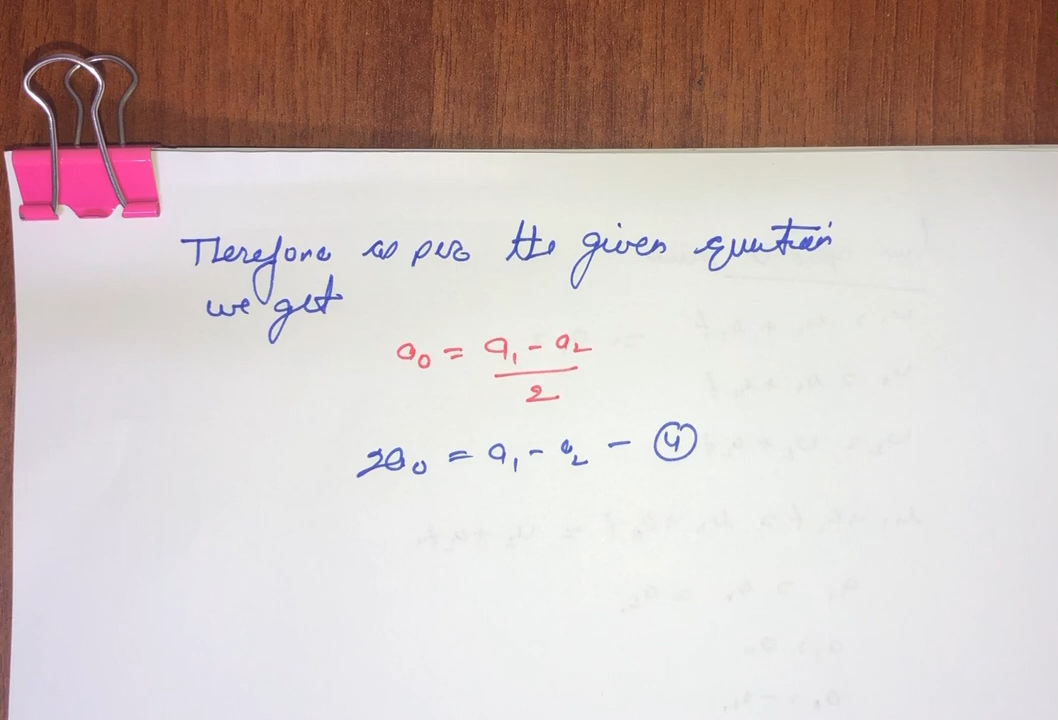 Therefore as per the given equation
we get
a₀ = a₁ - a₂ / 2
2a₀ = a₁ - a₂ - ④